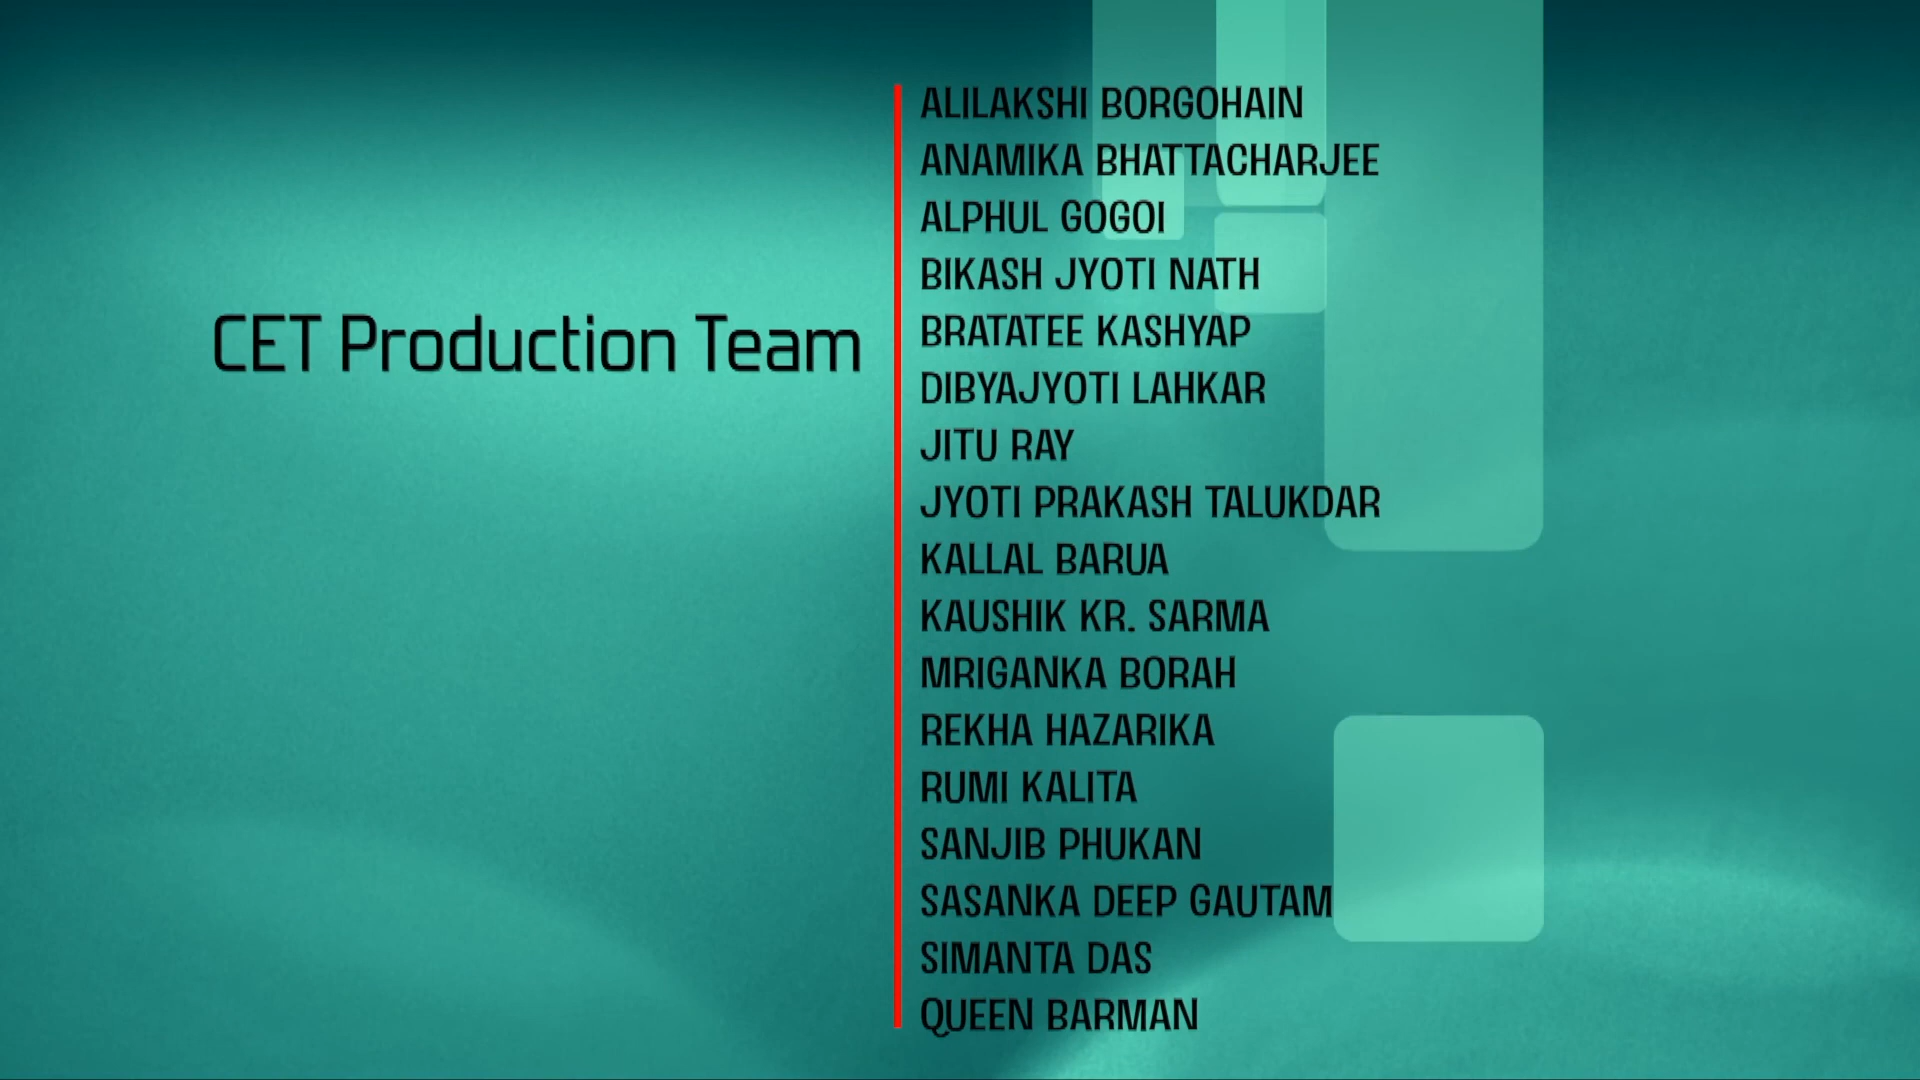 CET Production Team
ALILAKSHI BORGOHAIN
ANAMIKA BHATTACHARJEE
ALPHUL GOGOI
BIKASH JYOTI NATH
BRATATEE KASHYAP
DIBYAJYOTI LAHKAR
JITU RAY
JYOTI PRAKASH TALUKDAR
KALLAL BARUA
KAUSHIK KR. SARMA
MRIGANKA BORAH
REKHA HAZARIKA
RUMI KALITA
SANJIB PHUKAN
SASANKA DEEP GAUTAM
SIMANTA DAS
QUEEN BARMAN